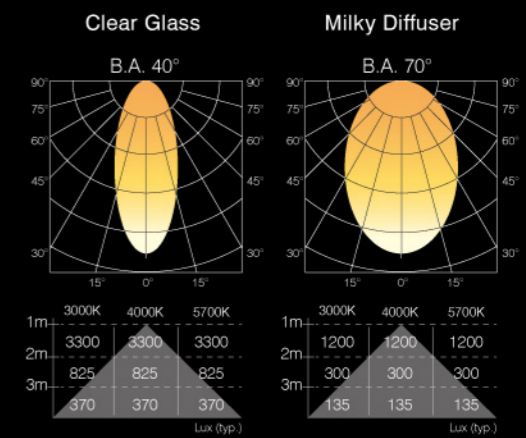 Clear Glass
B.A. 40°
90° 90°
75° 75°
60° 60°
45° 45°
30° 30°
15° 0° 15°
3000K 4000K 5700K
1m
3300 3300 3300
2m
825 825 825
3m
370 370 370
Lux (typ.)
Milky Diffuser
B.A. 70°
90° 90°
75° 75°
60° 60°
45° 45°
30° 30°
15° 0° 15°
3000K 4000K 5700K
1m
1200 1200 1200
2m
300 300 300
3m
135 135 135
Lux (typ.)